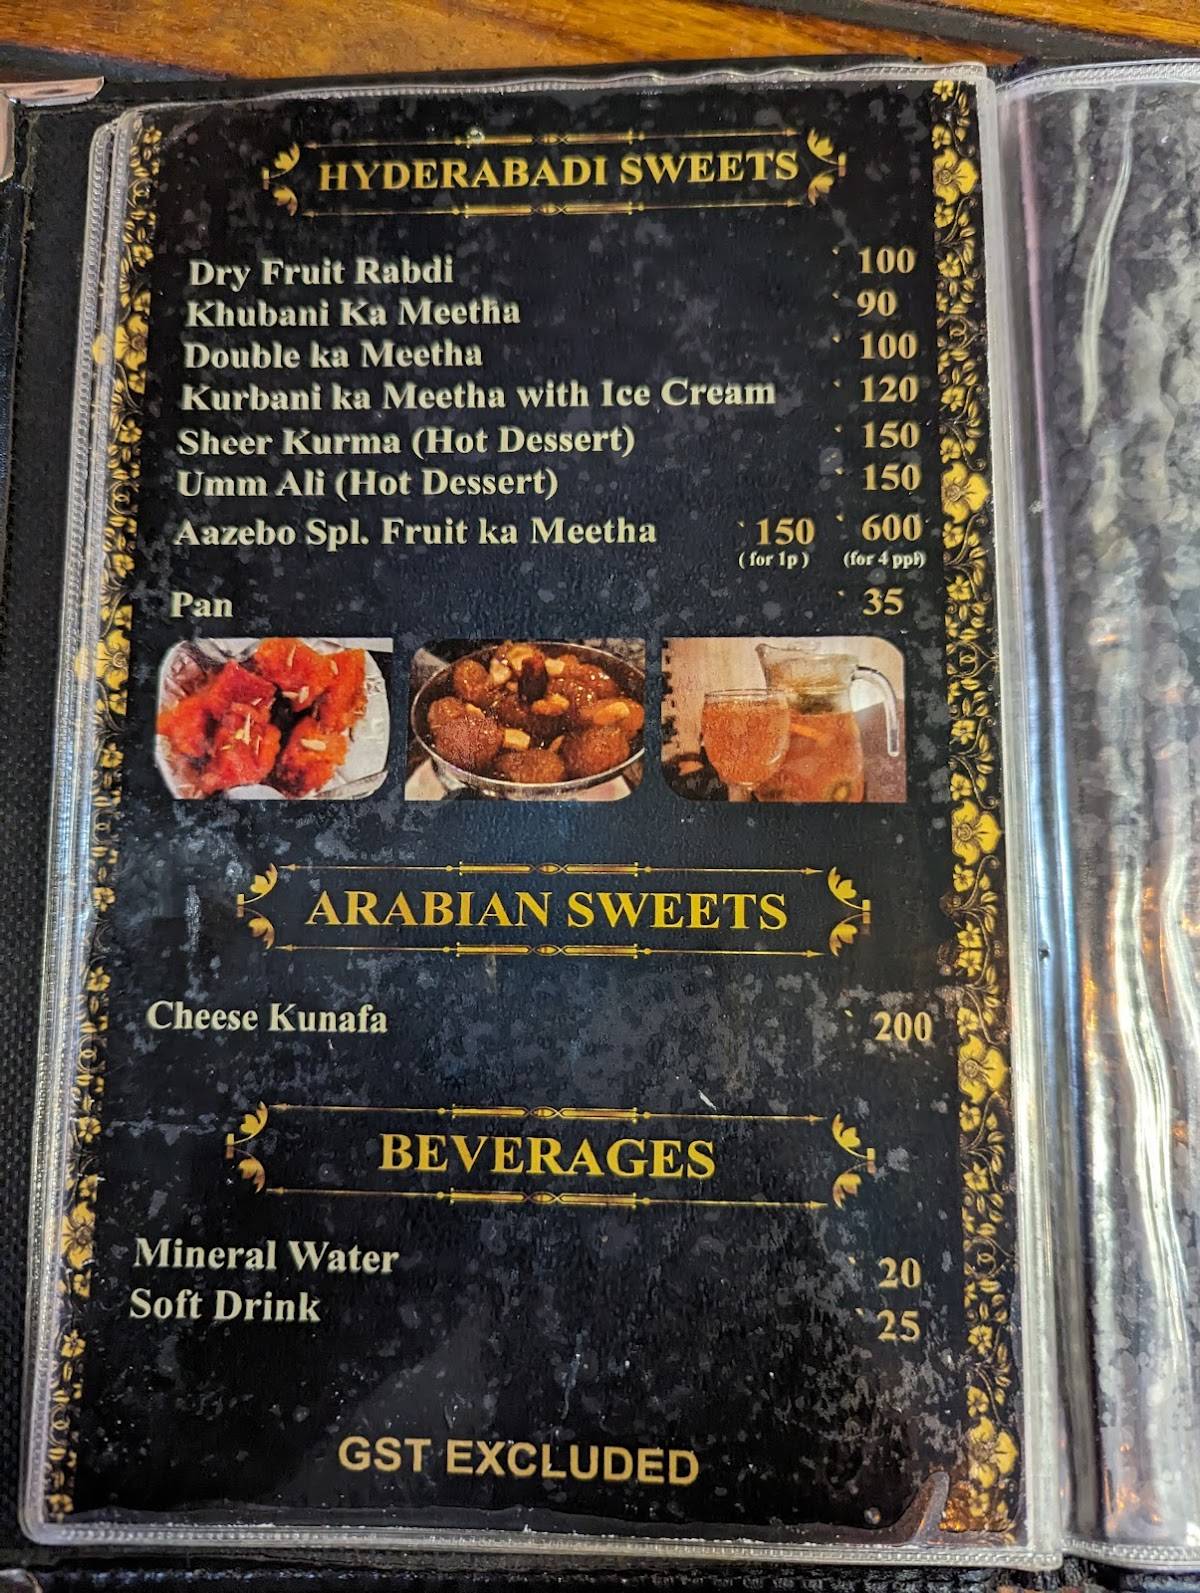 HYDERABADI SWEETS
Dry Fruit Rabdi ` 100
Khubani Ka Meetha ` 90
Double ka Meetha ` 100
Kurbani ka Meetha with Ice Cream ` 120
Sheer Kurma (Hot Dessert) ` 150
Umm Ali (Hot Dessert) ` 150
Aazebo Spl. Fruit ka Meetha ` 150 ` 600
( for 1p ) (for 4 ppl)
Pan ` 35
ARABIAN SWEETS
Cheese Kunafa ` 200
BEVERAGES
Mineral Water ` 20
Soft Drink ` 25
GST EXCLUDED